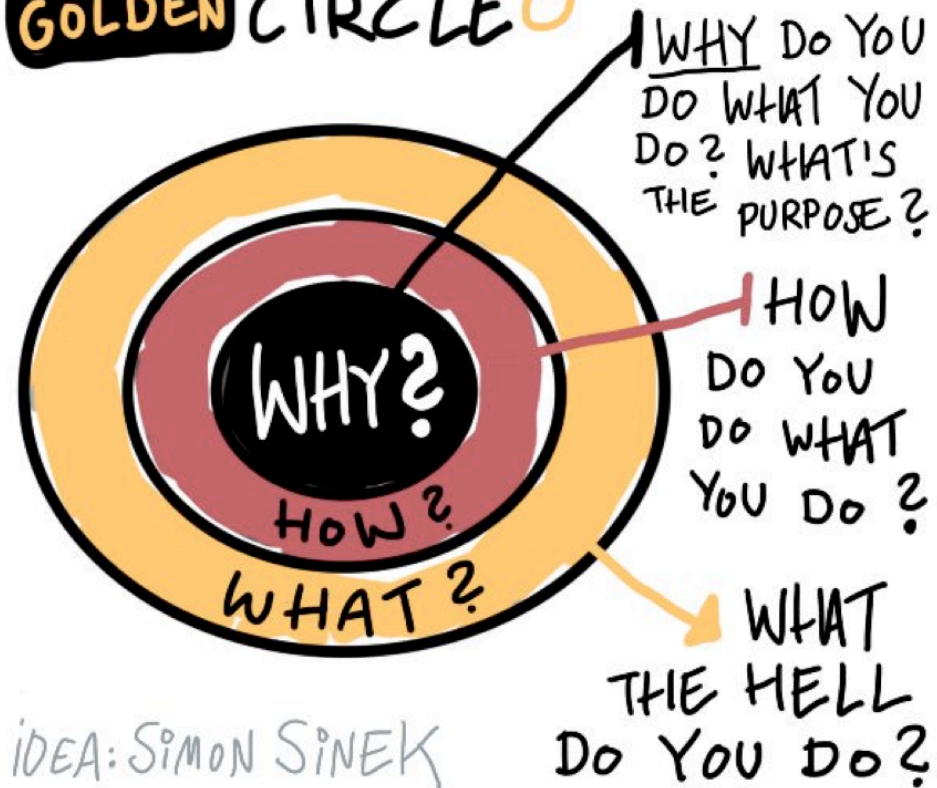 GOLDEN CIRCLE
WHY DO YOU
DO WHAT YOU
DO? WHAT'S
THE PURPOSE?
HOW
DO YOU
DO WHAT
YOU DO?
WHAT
THE HELL
DO YOU DO?
WHY?
HOW?
WHAT?
iDEA: SiMON SiNEK